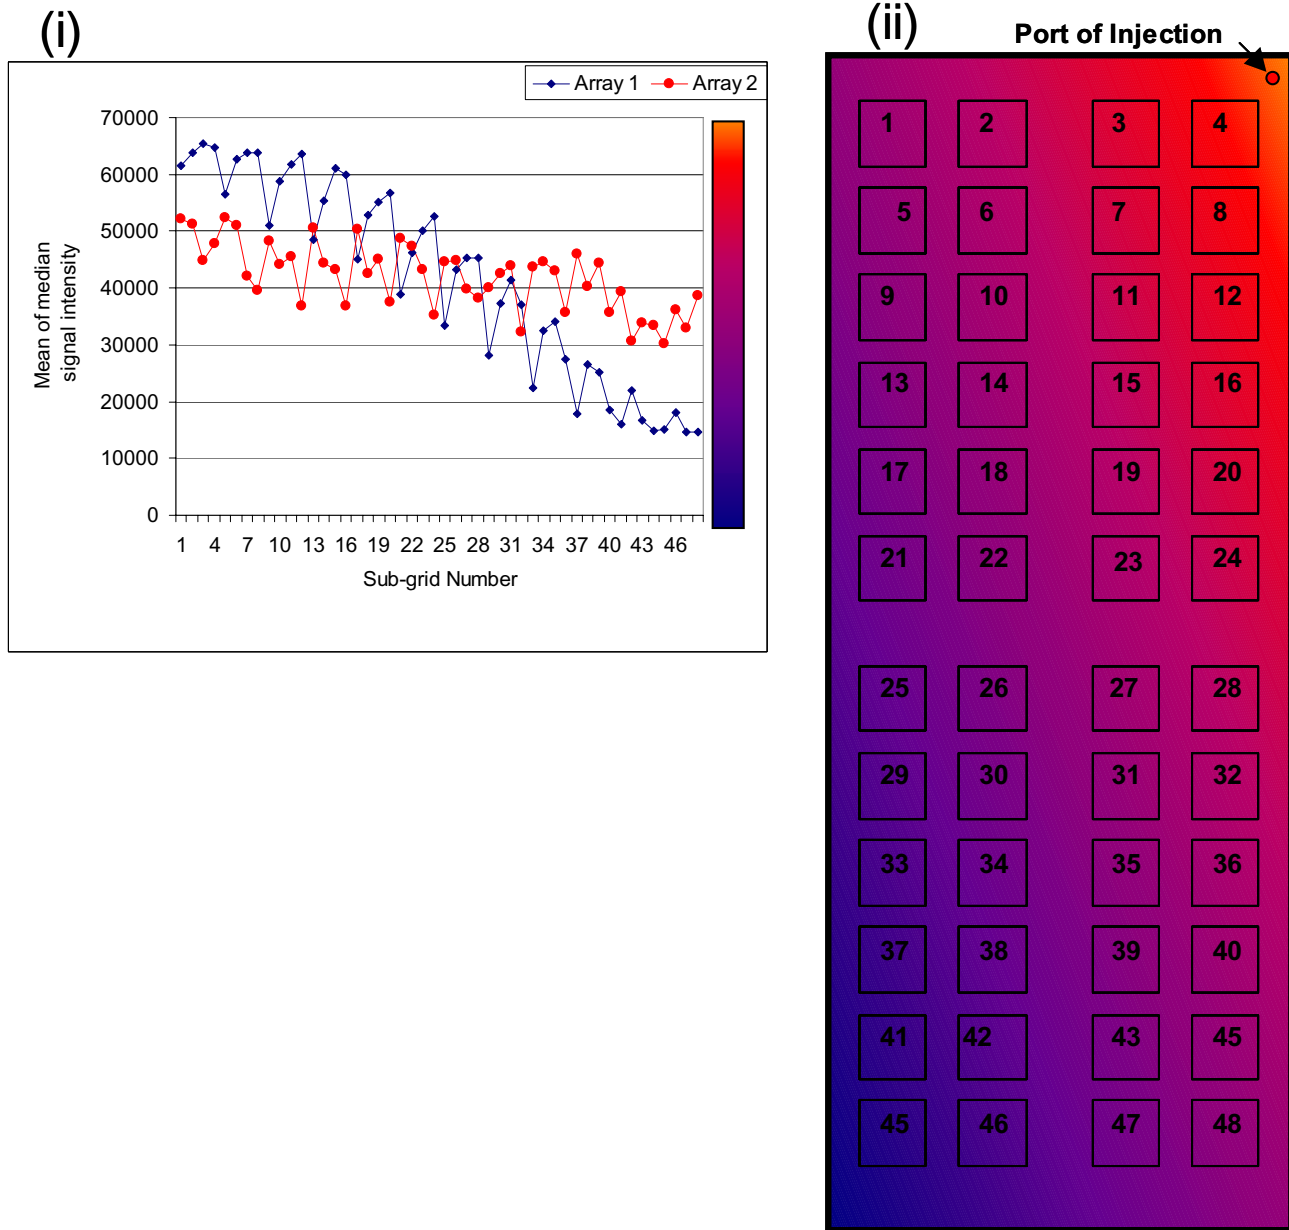 (i)
Array 1 Array 2
70000
60000
50000
40000
30000
20000
10000
0
Mean of median
signal intensity
1 4 7 10 13 16 19 22 25 28 31 34 37 40 43 46
Sub-grid Number
(ii)
Port of Injection
1 2 3 4
5 6 7 8
9 10 11 12
13 14 15 16
17 18 19 20
21 22 23 24
25 26 27 28
29 30 31 32
33 34 35 36
37 38 39 40
41 42 43 45
45 46 47 48